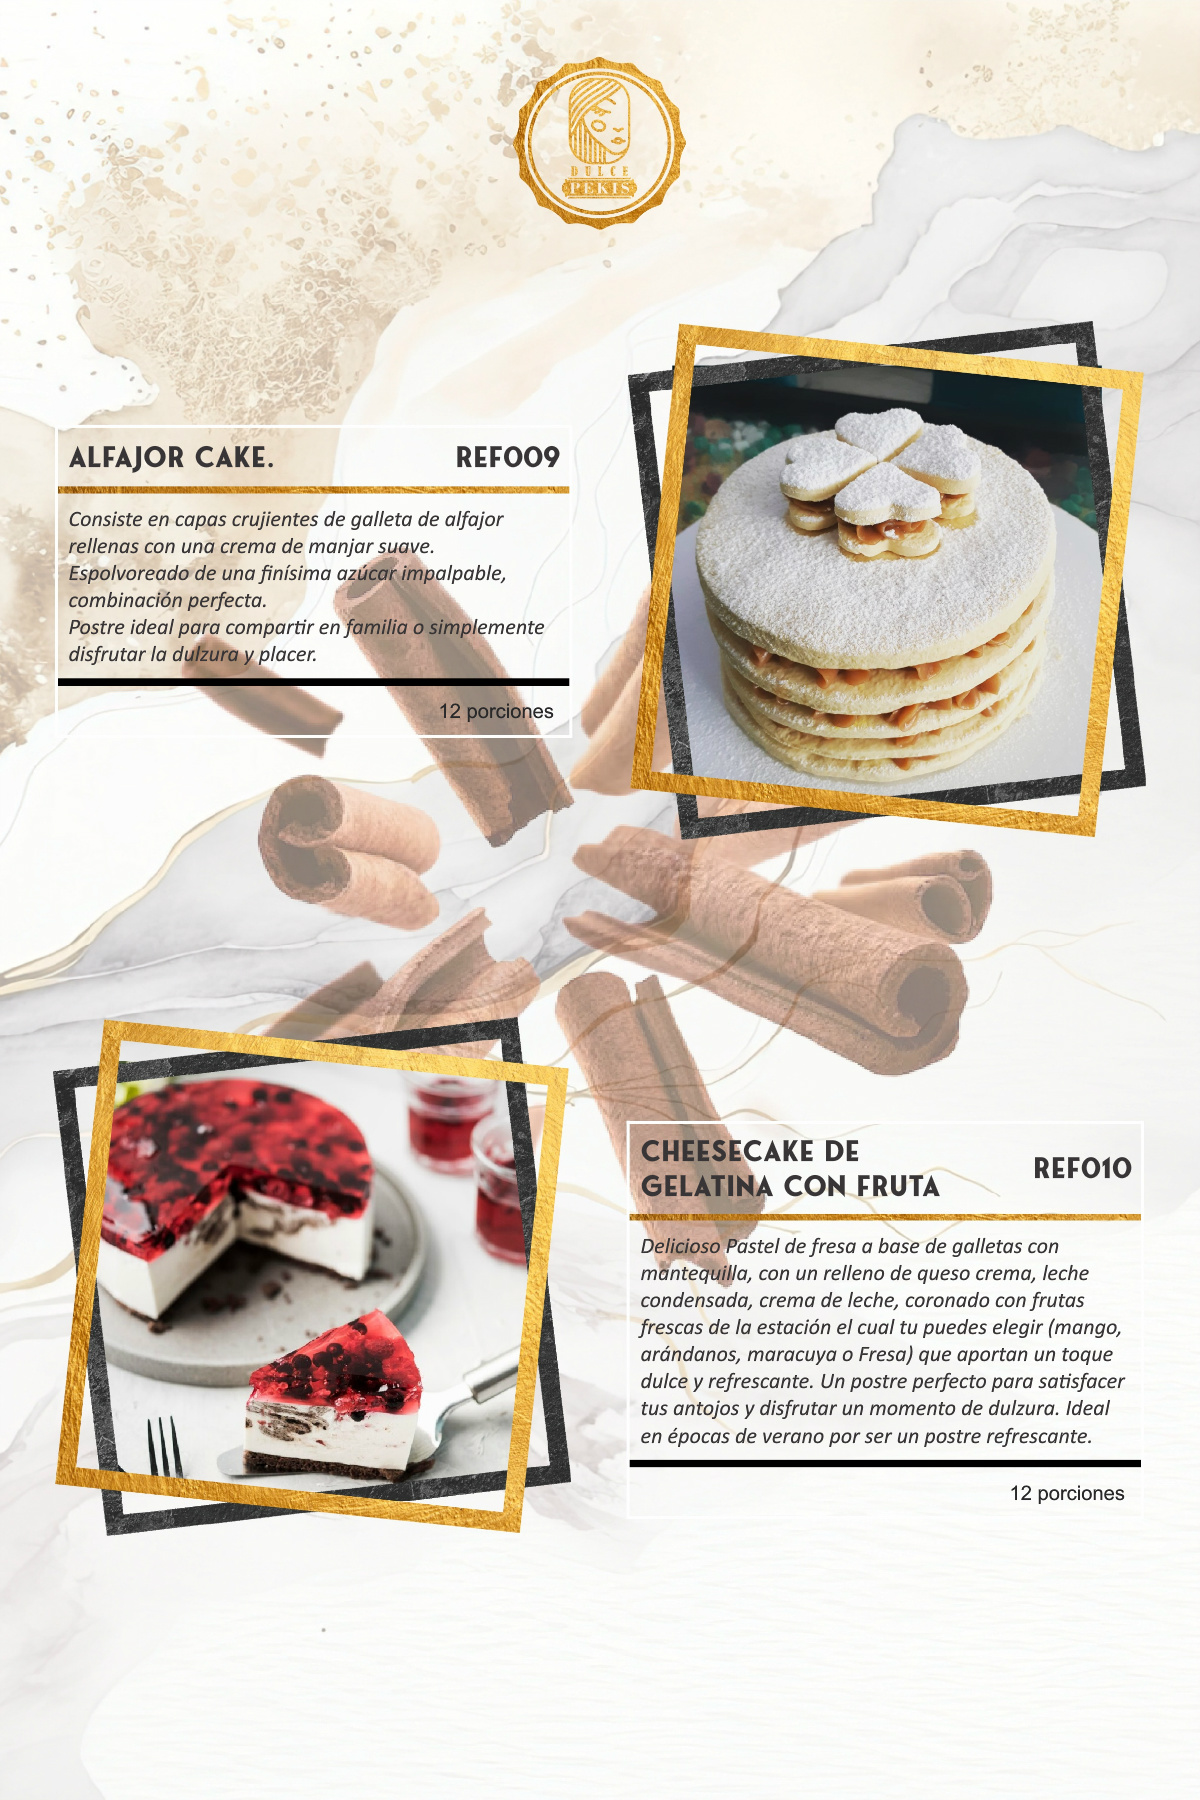 DULCE
PEKIS
ALFAJOR CAKE. REF009
Consiste en capas crujientes de galleta de alfajor
rellenas con una crema de manjar suave.
Espolvoreado de una finísima azúcar impalpable,
combinación perfecta.
Postre ideal para compartir en familia o simplemente
disfrutar la dulzura y placer.
12 porciones
CHEESECAKE DE
GELATINA CON FRUTA REF010
Delicioso Pastel de fresa a base de galletas con
mantequilla, con un relleno de queso crema, leche
condensada, crema de leche, coronado con frutas
frescas de la estación el cual tu puedes elegir (mango,
arándanos, maracuya o Fresa) que aportan un toque
dulce y refrescante. Un postre perfecto para satisfacer
tus antojos y disfrutar un momento de dulzura. Ideal
en épocas de verano por ser un postre refrescante.
12 porciones